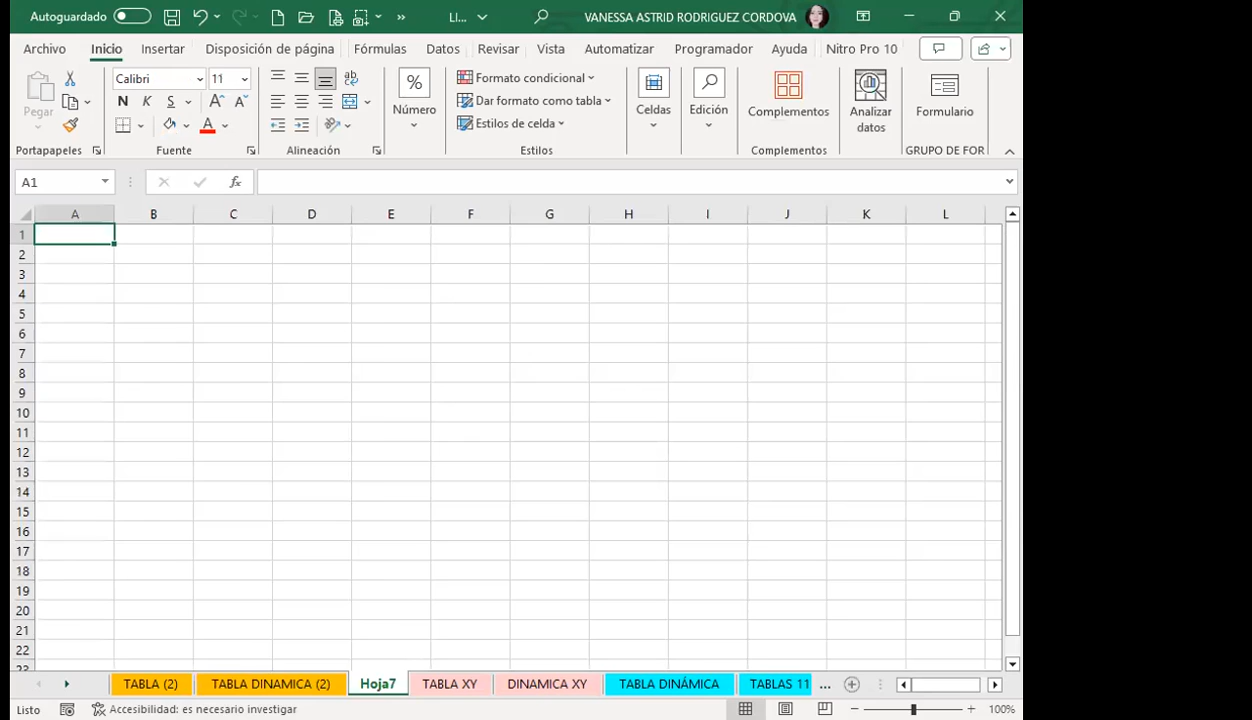 Autoguardado
LI...
VANESSA ASTRID RODRIGUEZ CORDOVA
Archivo Inicio Insertar Disposición de página Fórmulas Datos Revisar Vista Automatizar Programador Ayuda Nitro Pro 10
Pegar
Calibri 11
N K S
Número
Formato condicional
Dar formato como tabla
Estilos de celda
Celdas
Edición
Complementos
Analizar
datos
Formulario
Portapapeles Fuente Alineación Estilos Complementos GRUPO DE FOR
A1
fx
A B C D E F G H I J K L
1
2
3
4
5
6
7
8
9
10
11
12
13
14
15
16
17
18
19
20
21
22
23
TABLA (2) TABLA DINAMICA (2) Hoja7 TABLA XY DINAMICA XY TABLA DINÁMICA TABLAS 11 ...
Listo Accesibilidad: es necesario investigar 100%